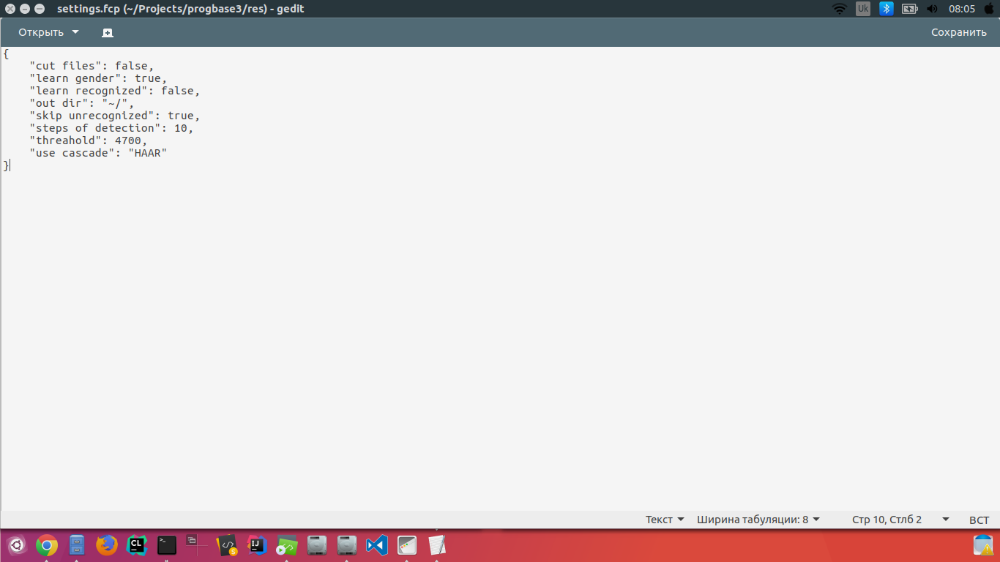 settings.fcp (~/Projects/progbase3/res) - gedit
Uk
08:05
Открыть
Сохранить
{
    "cut files": false,
    "learn gender": true,
    "learn recognized": false,
    "out dir": "~/",
    "skip unrecognized": true,
    "steps of detection": 10,
    "threahold": 4700,
    "use cascade": "HAAR"
}
Текст
Ширина табуляции: 8
Стр 10, Стлб 2
ВСТ
CL
>_
</>
S
IJ